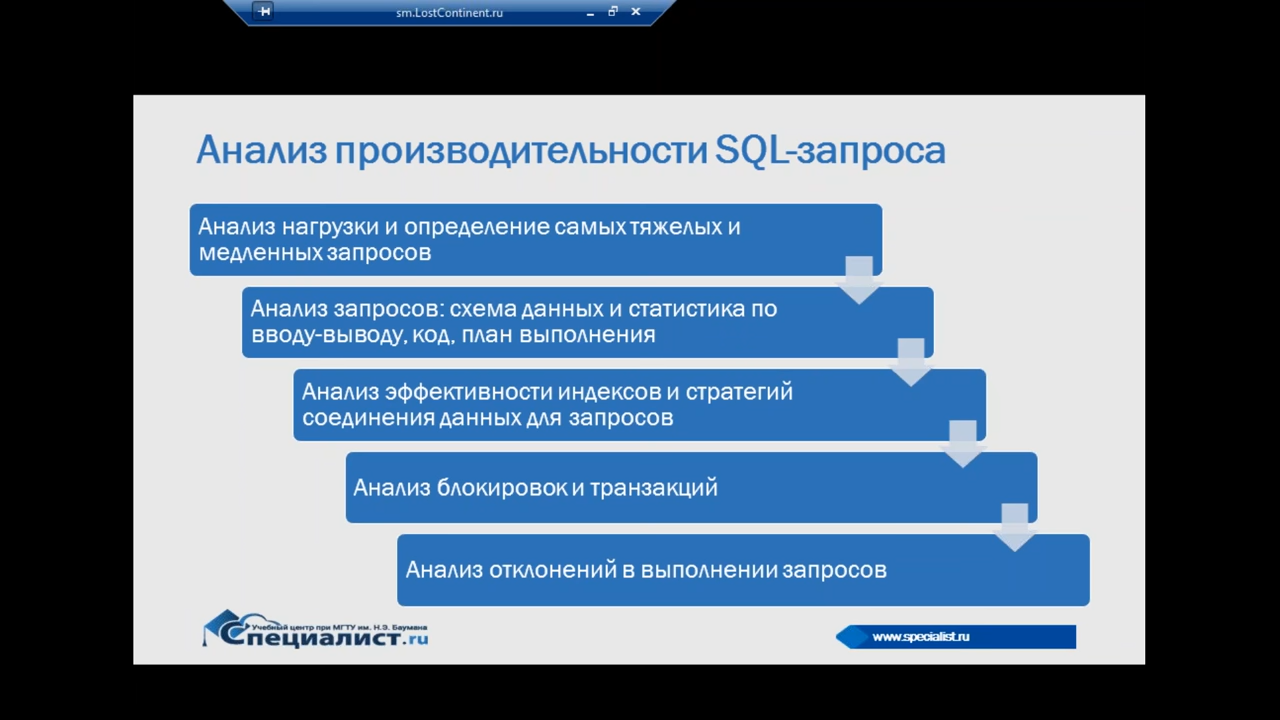 sm.LostContinent.ru
Анализ производительности SQL-запроса
Анализ нагрузки и определение самых тяжелых и
медленных запросов
Анализ запросов: схема данных и статистика по
вводу-выводу, код, план выполнения
Анализ эффективности индексов и стратегий
соединения данных для запросов
Анализ блокировок и транзакций
Анализ отклонений в выполнении запросов
Учебный центр при МГТУ им. Н.Э. Баумана
Специалист.ru
www.specialist.ru